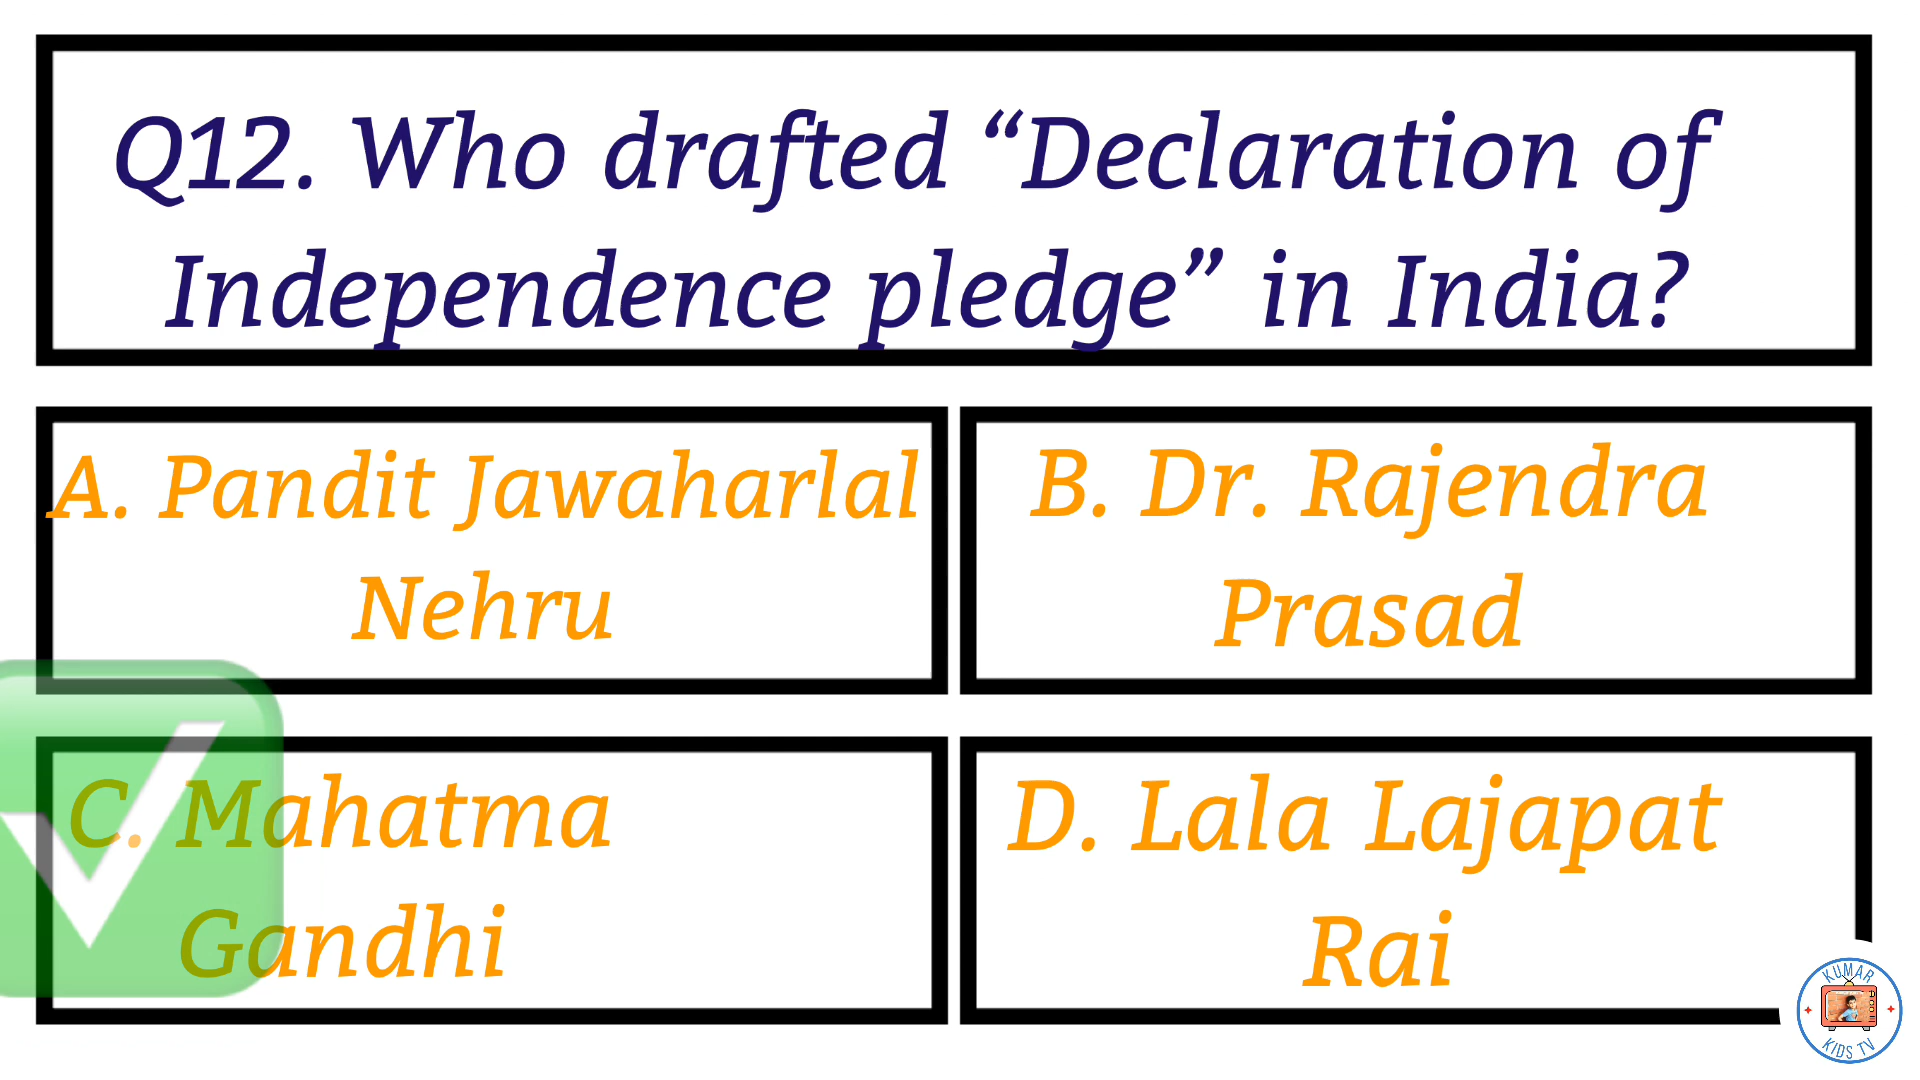 Q12. Who drafted “Declaration of
Independence pledge” in India?
A. Pandit Jawaharlal
Nehru
B. Dr. Rajendra
Prasad
C. Mahatma
Gandhi
D. Lala Lajapat
Rai
KUMAR
KIDS TV